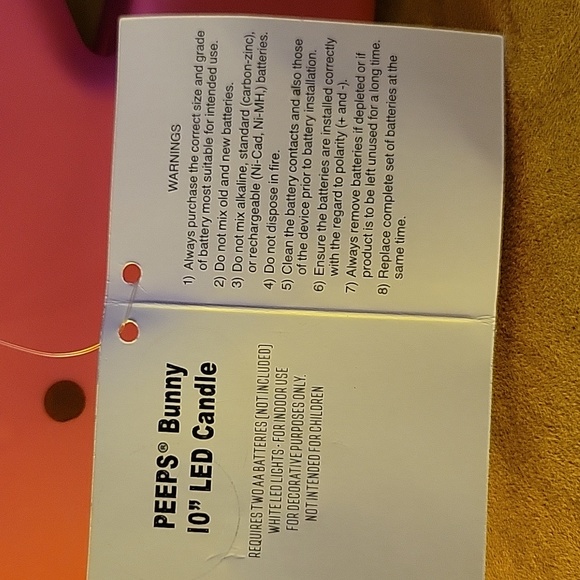 PEEPS® Bunny
10” LED Candle
REQUIRES TWO AA BATTERIES (NOT INCLUDED)
WHITE LED LIGHTS - FOR INDOOR USE
FOR DECORATIVE PURPOSES ONLY.
NOT INTENDED FOR CHILDREN
WARNINGS
1) Always purchase the correct size and grade
of battery most suitable for intended use.
2) Do not mix old and new batteries.
3) Do not mix alkaline, standard (carbon-zinc),
or rechargeable (Ni-Cad, Ni-MH,) batteries.
4) Do not dispose in fire.
5) Clean the battery contacts and also those
of the device prior to battery installation.
6) Ensure the batteries are installed correctly
with the regard to polarity (+ and -).
7) Always remove batteries if depleted or if
product is to be left unused for a long time.
8) Replace complete set of batteries at the
same time.